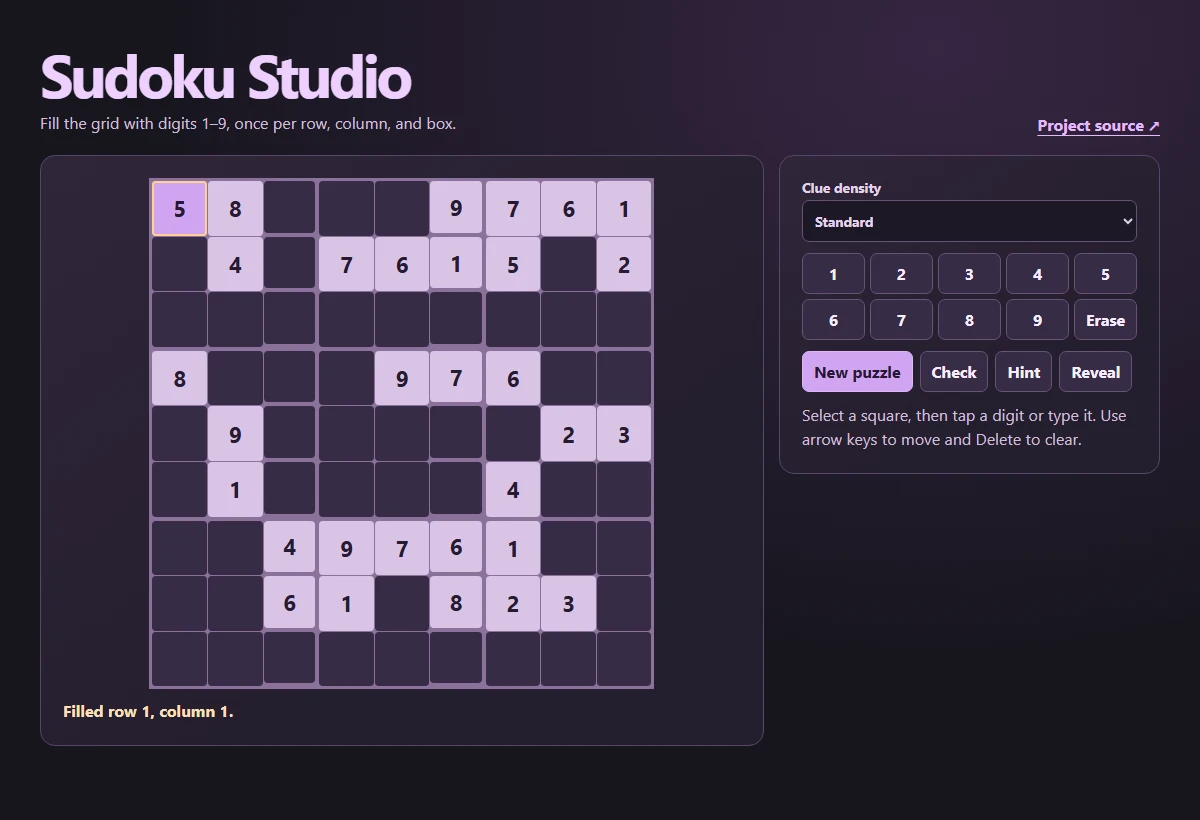 Sudoku Studio
Fill the grid with digits 1–9, once per row, column, and box.
Project source ↗
5 8 9 7 6 1
4 7 6 1 5 2
8 9 7 6
9 2 3
1 4
4 9 7 6 1
6 1 8 2 3
Filled row 1, column 1.
Clue density
Standard
1 2 3 4 5
6 7 8 9 Erase
New puzzle Check Hint Reveal
Select a square, then tap a digit or type it. Use
arrow keys to move and Delete to clear.